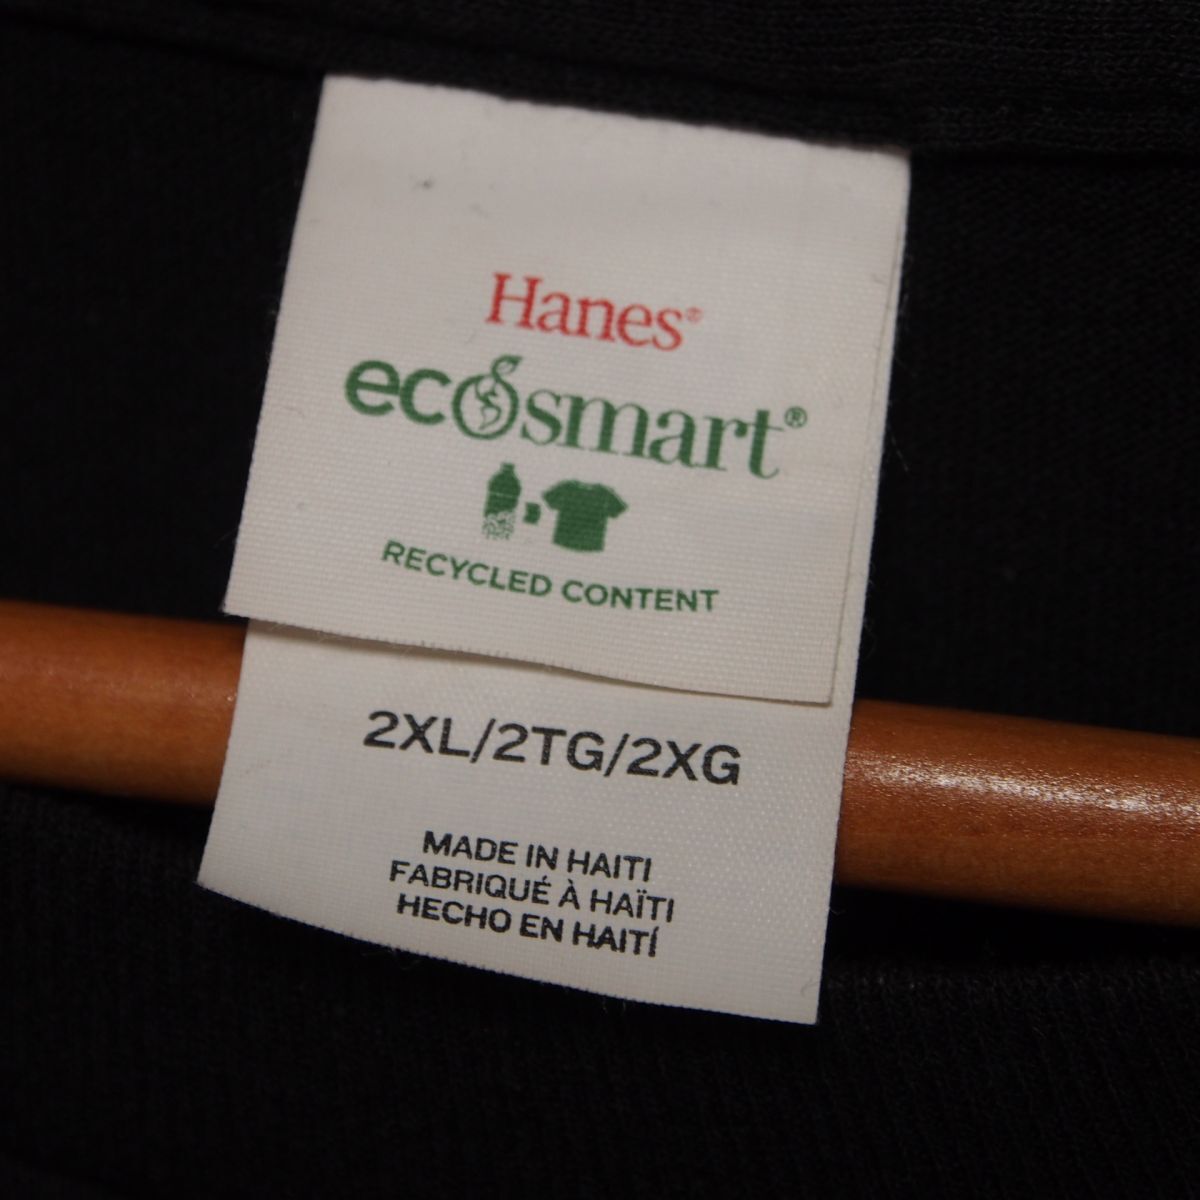 Hanes®
ecosmart®
RECYCLED CONTENT
2XL/2TG/2XG
MADE IN HAITI
FABRIQUÉ À HAÏTI
HECHO EN HAITÍ